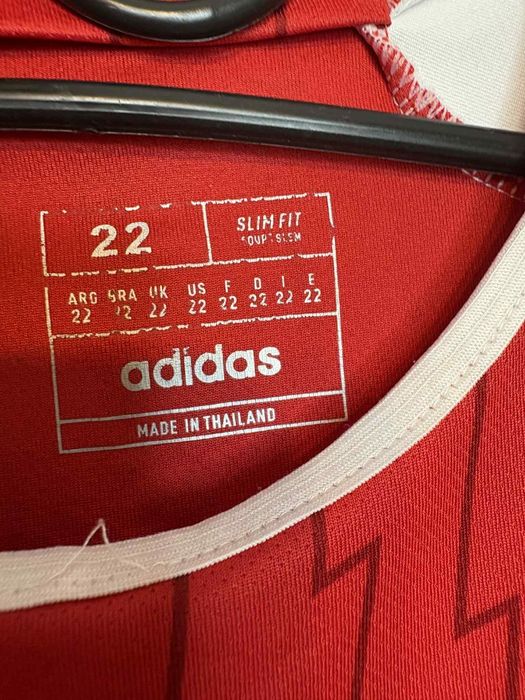 22
SLIM FIT
ARG BRA UK US F D I E
22 22 22 22 22 22 22 22
adidas
MADE IN THAILAND